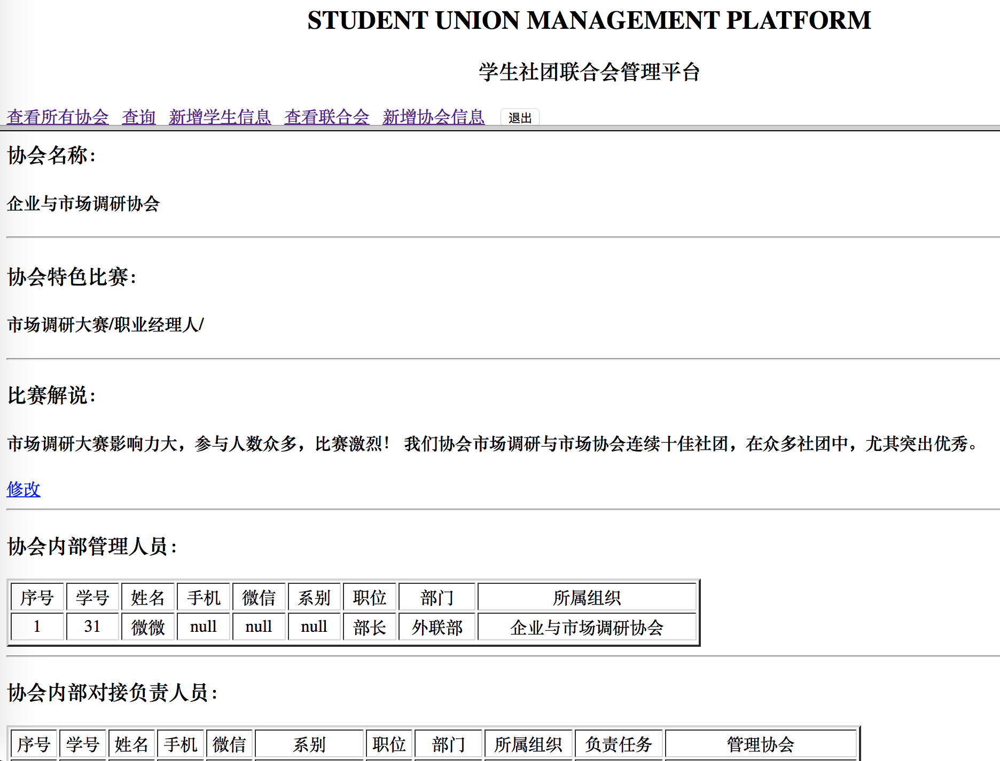 STUDENT UNION MANAGEMENT PLATFORM
学生社团联合会管理平台
查看所有协会 查询 新增学生信息 查看联合会 新增协会信息 退出
协会名称：
企业与市场调研协会
协会特色比赛：
市场调研大赛/职业经理人/
比赛解说：
市场调研大赛影响力大，参与人数众多，比赛激烈！ 我们协会市场调研与市场协会连续十佳社团，在众多社团中，尤其突出优秀。
修改
协会内部管理人员：
序号 学号 姓名 手机 微信 系别 职位 部门 所属组织
1 31 微微 null null null 部长 外联部 企业与市场调研协会
协会内部对接负责人员：
序号 学号 姓名 手机 微信 系别 职位 部门 所属组织 负责任务 管理协会